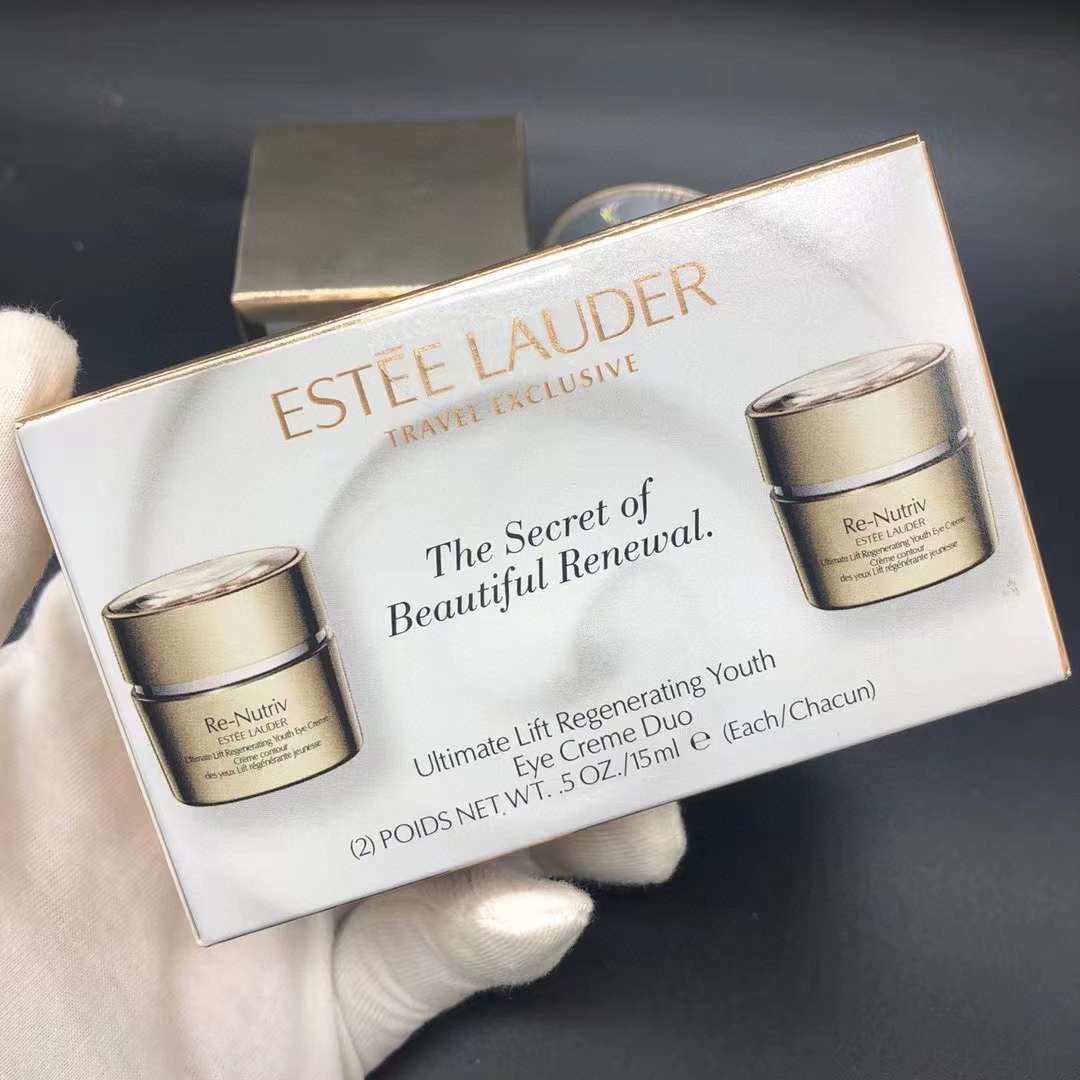 ESTĒE LAUDER
TRAVEL EXCLUSIVE
The Secret of
Beautiful Renewal.
Re-Nutriv
ESTĒE LAUDER
Ultimate Lift Regenerating Youth Eye Creme
Crème contour
des yeux Lift régénérante jeunesse
Re-Nutriv
ESTĒE LAUDER
Ultimate Lift Regenerating Youth Eye Creme
Crème contour
des yeux Lift régénérante jeunesse
Ultimate Lift Regenerating Youth
Eye Creme Duo
(2) POIDS NET.WT. .5 OZ./15ml ℮ (Each/Chacun)